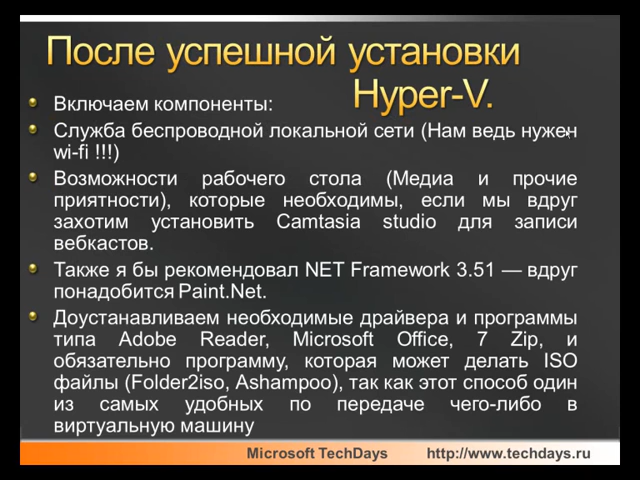 После успешной установки
Hyper-V.
Включаем компоненты:
Служба беспроводной локальной сети (Нам ведь нужен
wi-fi !!!)
Возможности рабочего стола (Медиа и прочие
приятности), которые необходимы, если мы вдруг
захотим установить Camtasia studio для записи
вебкастов.
Также я бы рекомендовал NET Framework 3.51 — вдруг
понадобится Paint.Net.
Доустанавливаем необходимые драйвера и программы
типа Adobe Reader, Microsoft Office, 7 Zip, и
обязательно программу, которая может делать ISO
файлы (Folder2iso, Ashampoo), так как этот способ один
из самых удобных по передаче чего-либо в
виртуальную машину
Microsoft TechDays http://www.techdays.ru